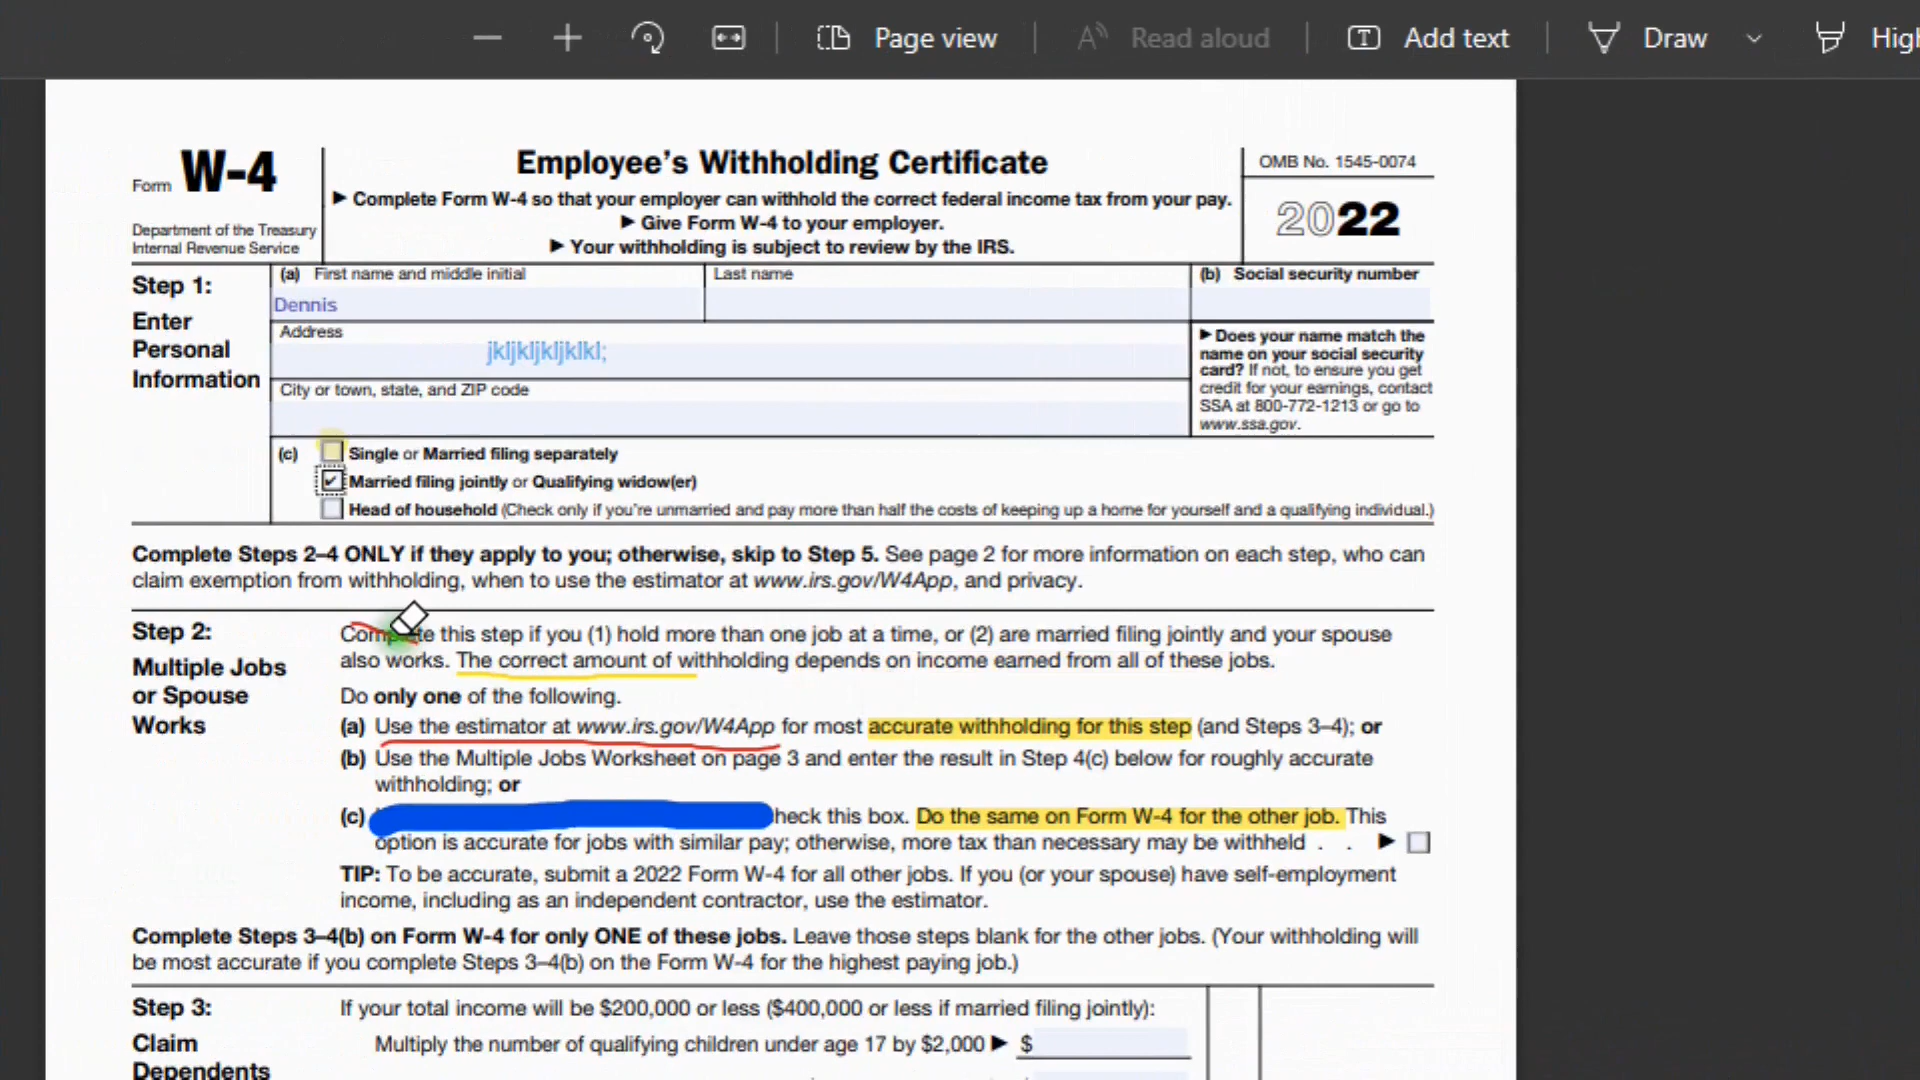 Page view
Read aloud
Add text
Draw
High
Form W-4
Department of the Treasury
Internal Revenue Service
Employee's Withholding Certificate
▶ Complete Form W-4 so that your employer can withhold the correct federal income tax from your pay.
▶ Give Form W-4 to your employer.
▶ Your withholding is subject to review by the IRS.
OMB No. 1545-0074
2022
Step 1:
Enter
Personal
Information
(a) First name and middle initial
Dennis
Last name
(b) Social security number
Address
jkljkljkljklkl;
City or town, state, and ZIP code
▶ Does your name match the
name on your social security
card? If not, to ensure you get
credit for your earnings, contact
SSA at 800-772-1213 or go to
www.ssa.gov.
(c) Single or Married filing separately
Married filing jointly or Qualifying widow(er)
Head of household (Check only if you're unmarried and pay more than half the costs of keeping up a home for yourself and a qualifying individual.)
Complete Steps 2–4 ONLY if they apply to you; otherwise, skip to Step 5. See page 2 for more information on each step, who can
claim exemption from withholding, when to use the estimator at www.irs.gov/W4App, and privacy.
Step 2:
Multiple Jobs
or Spouse
Works
Complete this step if you (1) hold more than one job at a time, or (2) are married filing jointly and your spouse
also works. The correct amount of withholding depends on income earned from all of these jobs.
Do only one of the following.
(a) Use the estimator at www.irs.gov/W4App for most accurate withholding for this step (and Steps 3–4); or
(b) Use the Multiple Jobs Worksheet on page 3 and enter the result in Step 4(c) below for roughly accurate
withholding; or
(c) heck this box. Do the same on Form W-4 for the other job. This
option is accurate for jobs with similar pay; otherwise, more tax than necessary may be withheld . . ▶
TIP: To be accurate, submit a 2022 Form W-4 for all other jobs. If you (or your spouse) have self-employment
income, including as an independent contractor, use the estimator.
Complete Steps 3–4(b) on Form W-4 for only ONE of these jobs. Leave those steps blank for the other jobs. (Your withholding will
be most accurate if you complete Steps 3–4(b) on the Form W-4 for the highest paying job.)
Step 3:
Claim
Dependents
If your total income will be $200,000 or less ($400,000 or less if married filing jointly):
Multiply the number of qualifying children under age 17 by $2,000 ▶ $